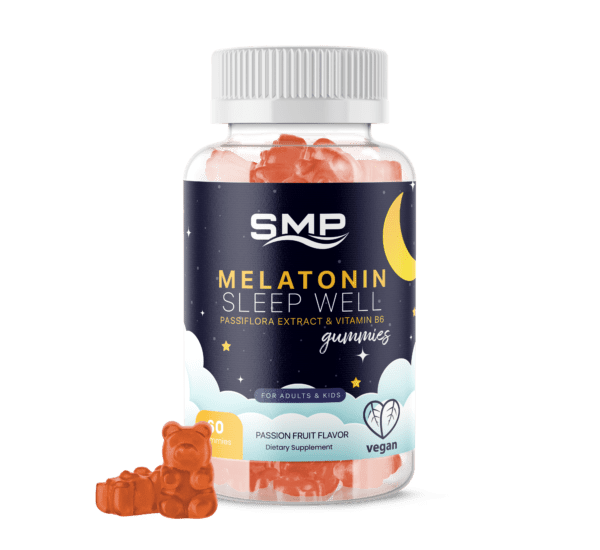 SMP
MELATONIN
SLEEP WELL
PASSIFLORA EXTRACT & VITAMIN B6
gummies
FOR ADULTS & KIDS
60
PASSION FRUIT FLAVOR
Dietary Supplement
vegan